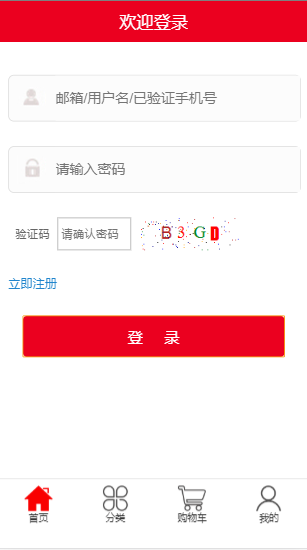 欢迎登录
邮箱/用户名/已验证手机号
请输入密码
验证码 请确认密码 B 3 G D
立即注册
登 录
首页 分类 购物车 我的